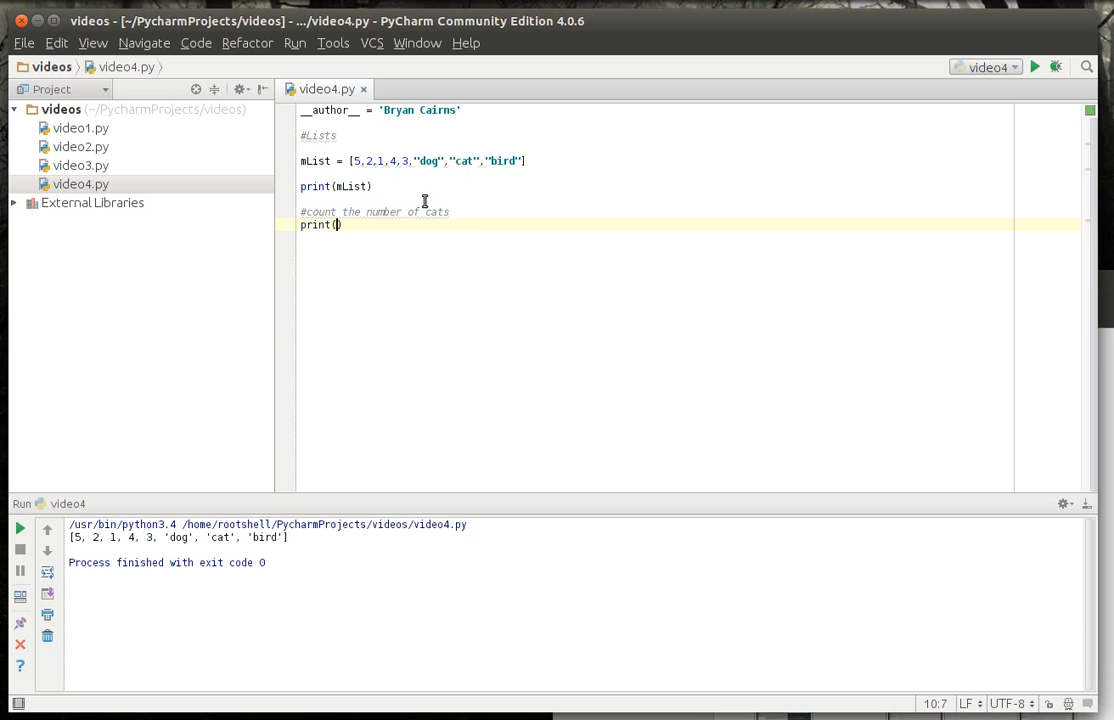 videos - [~/PycharmProjects/videos] - .../video4.py - PyCharm Community Edition 4.0.6
File Edit View Navigate Code Refactor Run Tools VCS Window Help
videos video4.py video4
Project video4.py
videos (~/PycharmProjects/videos)
video1.py
video2.py
video3.py
video4.py
External Libraries
__author__ = 'Bryan Cairns'
#Lists
mList = [5,2,1,4,3,"dog","cat","bird"]
print(mList)
#count the number of cats
print()
Run video4
/usr/bin/python3.4 /home/rootshell/PycharmProjects/videos/video4.py
[5, 2, 1, 4, 3, 'dog', 'cat', 'bird']
Process finished with exit code 0
10:7 LF UTF-8